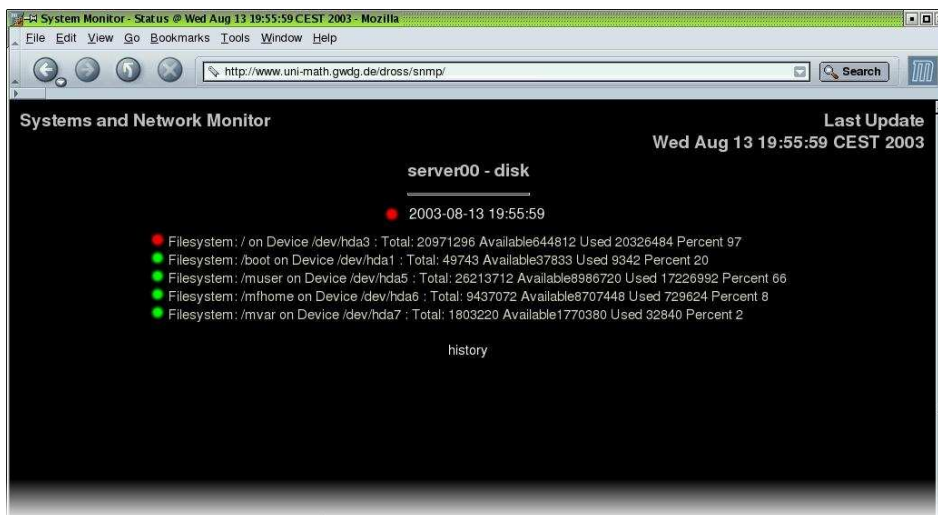 System Monitor - Status @ Wed Aug 13 19:55:59 CEST 2003 - Mozilla
File Edit View Go Bookmarks Tools Window Help
http://www.uni-math.gwdg.de/dross/snmp/ Search
Systems and Network Monitor
Last Update
Wed Aug 13 19:55:59 CEST 2003
server00 - disk
2003-08-13 19:55:59
Filesystem: / on Device /dev/hda3 : Total: 20971296 Available644812 Used 20326484 Percent 97
Filesystem: /boot on Device /dev/hda1 : Total: 49743 Available37833 Used 9342 Percent 20
Filesystem: /muser on Device /dev/hda5 : Total: 26213712 Available8986720 Used 17226992 Percent 66
Filesystem: /mfhome on Device /dev/hda6 : Total: 9437072 Available8707448 Used 729624 Percent 8
Filesystem: /mvar on Device /dev/hda7 : Total: 1803220 Available1770380 Used 32840 Percent 2
history